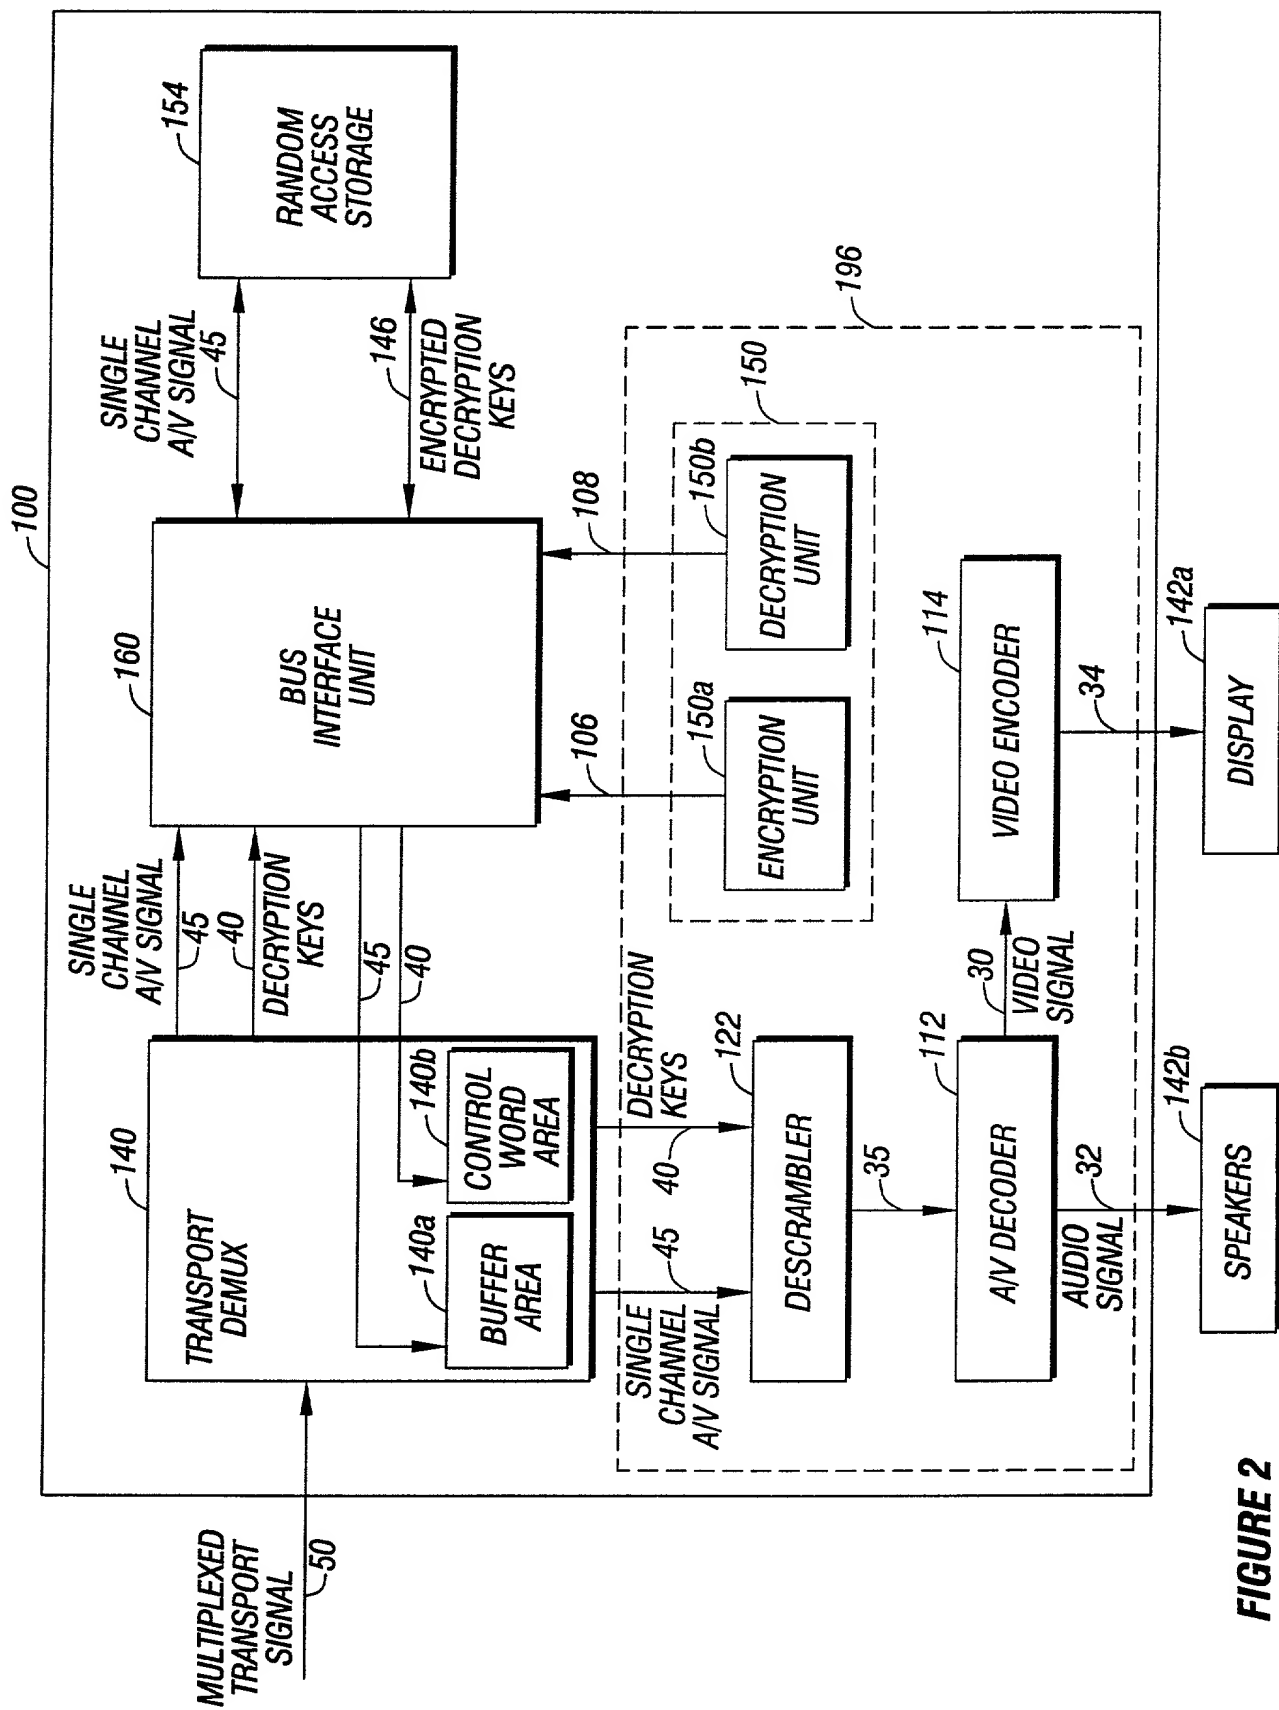 100
MULTIPLEXED
TRANSPORT
SIGNAL
50
140
TRANSPORT
DEMUX
140a
BUFFER
AREA
140b
CONTROL
WORD
AREA
SINGLE
CHANNEL
A/V SIGNAL
45
40
DECRYPTION
KEYS
45
40
160
BUS
INTERFACE
UNIT
SINGLE
CHANNEL
A/V SIGNAL
45
146
ENCRYPTED
DECRYPTION
KEYS
154
RANDOM
ACCESS
STORAGE
106
108
196
150
150a
ENCRYPTION
UNIT
150b
DECRYPTION
UNIT
SINGLE
CHANNEL
A/V SIGNAL
45
40
DECRYPTION
KEYS
122
DESCRAMBLER
35
112
A/V DECODER
30
VIDEO
SIGNAL
114
VIDEO ENCODER
AUDIO
SIGNAL
32
34
142b
SPEAKERS
142a
DISPLAY
FIGURE 2